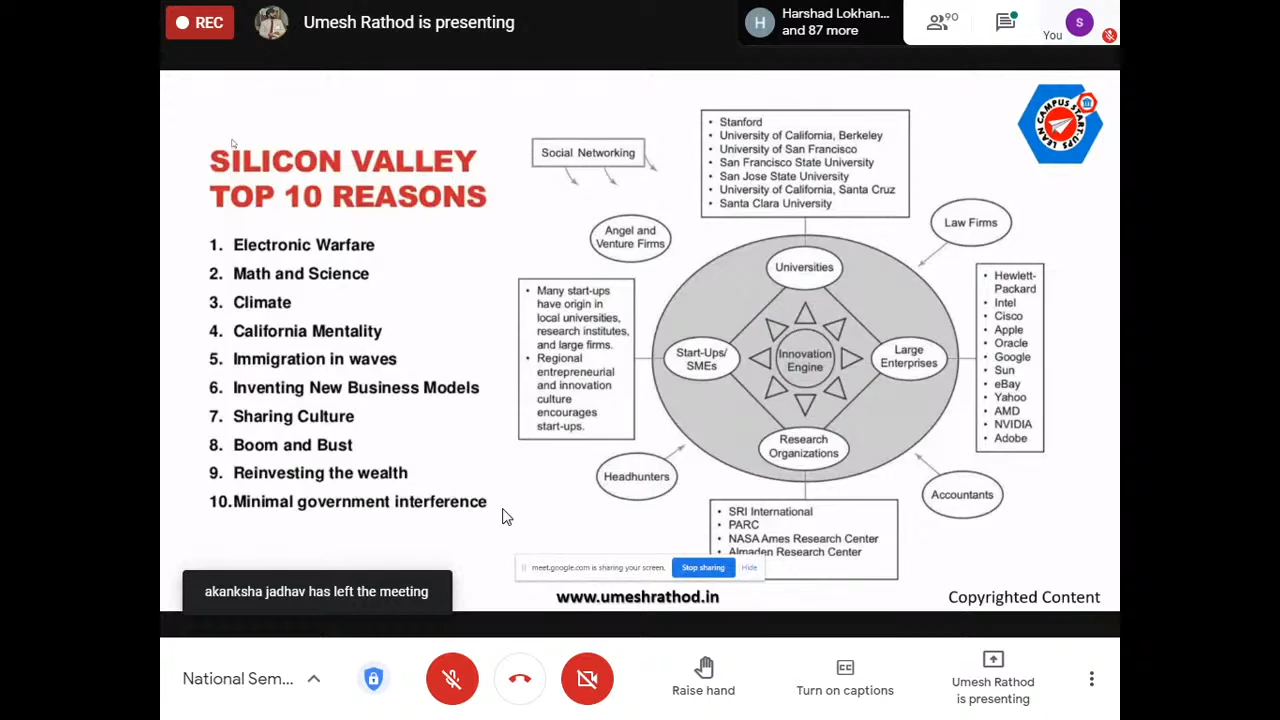 REC
Umesh Rathod is presenting
H
Harshad Lokhan...
and 87 more
90
You
S
SILICON VALLEY
TOP 10 REASONS
1. Electronic Warfare
2. Math and Science
3. Climate
4. California Mentality
5. Immigration in waves
6. Inventing New Business Models
7. Sharing Culture
8. Boom and Bust
9. Reinvesting the wealth
10.Minimal government interference
Social Networking
• Stanford
• University of California, Berkeley
• University of San Francisco
• San Francisco State University
• San Jose State University
• University of California, Santa Cruz
• Santa Clara University
LEAN CAMPUS START-UPS
Angel and
Venture Firms
Law Firms
Universities
• Many start-ups
have origin in
local universities,
research institutes,
and large firms.
• Regional
entrepreneurial
and innovation
culture
encourages
start-ups.
Start-Ups/
SMEs
Innovation
Engine
Large
Enterprises
• Hewlett-
Packard
• Intel
• Cisco
• Apple
• Oracle
• Google
• Sun
• eBay
• Yahoo
• AMD
• NVIDIA
• Adobe
Research
Organizations
Headhunters
Accountants
• SRI International
• PARC
• NASA Ames Research Center
• Almaden Research Center
meet.google.com is sharing your screen.
Stop sharing
Hide
akanksha jadhav has left the meeting
www.umeshrathod.in
Copyrighted Content
National Sem...
Raise hand
CC
Turn on captions
Umesh Rathod
is presenting